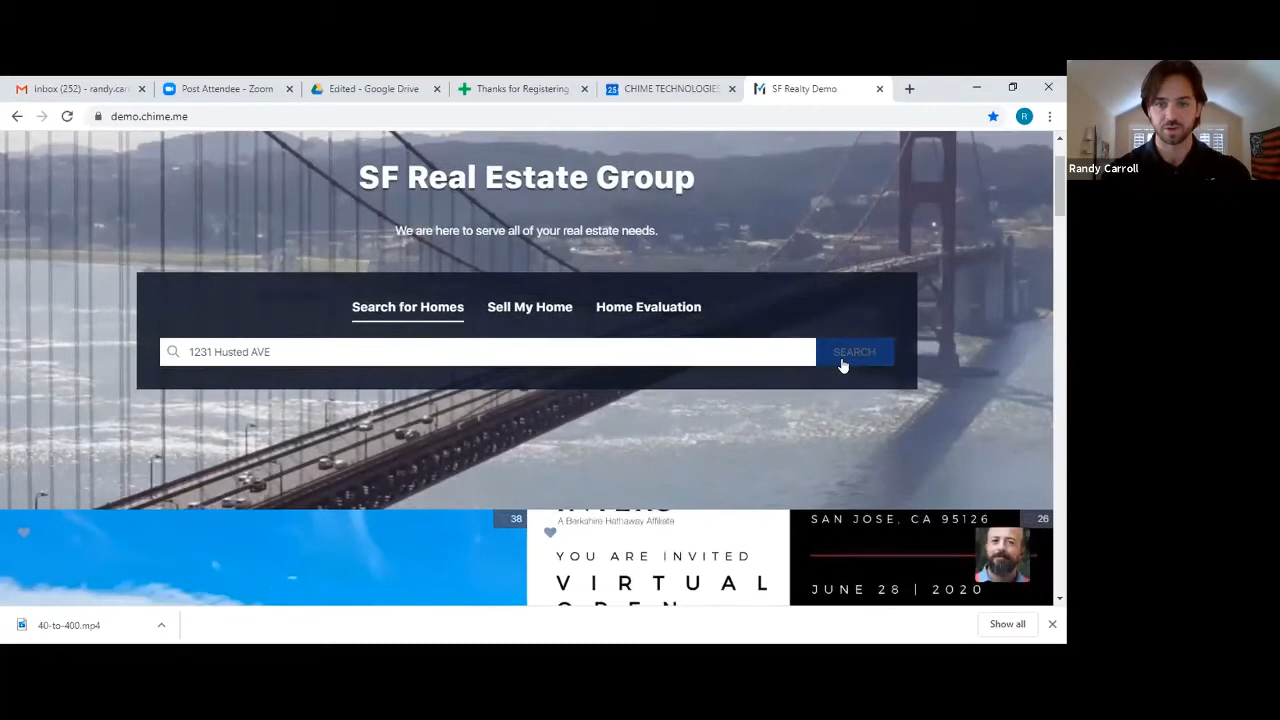 Inbox (252) - randy.car
Post Attendee - Zoom
Edited - Google Drive
Thanks for Registering
CHIME TECHNOLOGIES
SF Realty Demo
demo.chime.me
R
Randy Carroll
SF Real Estate Group
We are here to serve all of your real estate needs.
Search for Homes
Sell My Home
Home Evaluation
1231 Husted AVE
SEARCH
38
A Berkshire Hathaway Affiliate
YOU ARE INVITED
VIRTUAL
OPEN
SAN JOSE, CA 95126
26
JUNE 28 | 2020
40-to-400.mp4
Show all